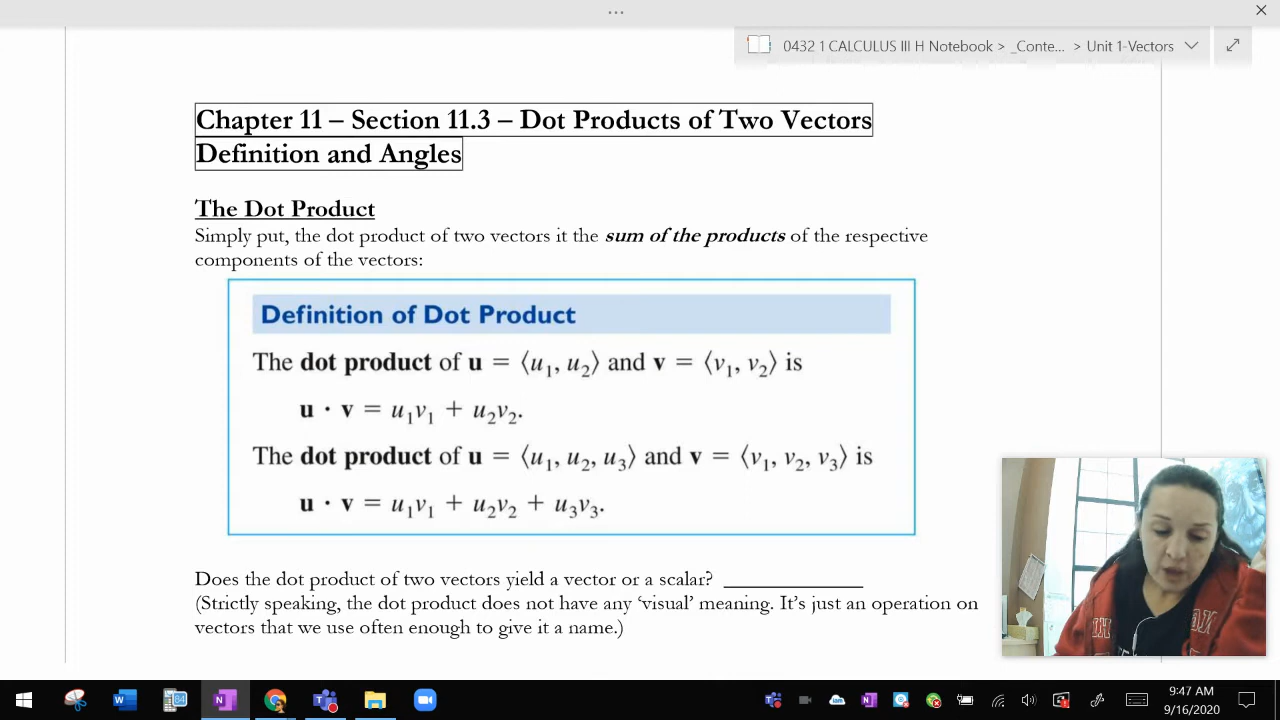 0432 1 CALCULUS III H Notebook > _Conte... > Unit 1-Vectors
Chapter 11 – Section 11.3 – Dot Products of Two Vectors
Definition and Angles
The Dot Product
Simply put, the dot product of two vectors it the sum of the products of the respective
components of the vectors:
Definition of Dot Product
The dot product of u = ⟨u₁, u₂⟩ and v = ⟨v₁, v₂⟩ is
u · v = u₁v₁ + u₂v₂.
The dot product of u = ⟨u₁, u₂, u₃⟩ and v = ⟨v₁, v₂, v₃⟩ is
u · v = u₁v₁ + u₂v₂ + u₃v₃.
Does the dot product of two vectors yield a vector or a scalar? ______________
(Strictly speaking, the dot product does not have any ‘visual’ meaning. It’s just an operation on
vectors that we use often enough to give it a name.)
9:47 AM
9/16/2020